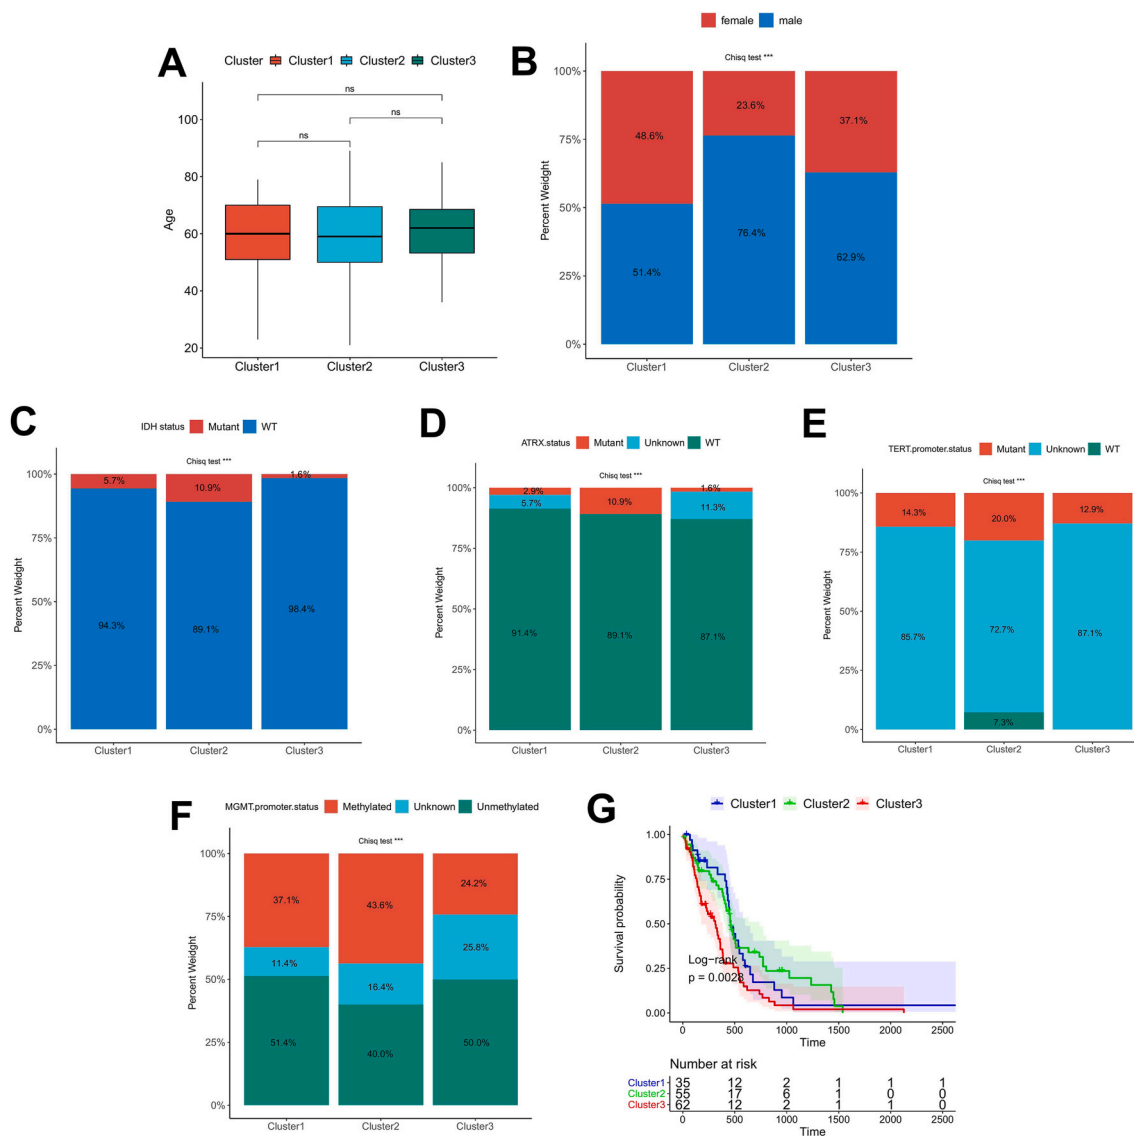 A
Cluster Cluster1 Cluster2 Cluster3
ns
ns
ns
100
80
60
40
20
Age
Cluster1 Cluster2 Cluster3
B
female male
Chisq test ***
100%
75%
50%
25%
0%
Percent Weidght
48.6% 23.6% 37.1%
51.4% 76.4% 62.9%
Cluster1 Cluster2 Cluster3
C
IDH status Mutant WT
Chisq test ***
100%
75%
50%
25%
0%
Percent Weidght
5.7% 10.9% 1.6%
94.3% 89.1% 98.4%
Cluster1 Cluster2 Cluster3
D
ATRX.status Mutant Unknown WT
Chisq test ***
100%
75%
50%
25%
0%
Percent Weidght
2.9% 10.9% 1.6%
5.7% 11.3%
91.4% 89.1% 87.1%
Cluster1 Cluster2 Cluster3
E
TERT.promoter.status Mutant Unknown WT
Chisq test ***
100%
75%
50%
25%
0%
Percent Weidght
14.3% 20.0% 12.9%
85.7% 72.7% 87.1%
7.3%
Cluster1 Cluster2 Cluster3
F
MGMT.promoter.status Methylated Unknown Unmethylated
Chisq test ***
100%
75%
50%
25%
0%
Percent Weidght
37.1% 43.6% 24.2%
11.4% 16.4% 25.8%
51.4% 40.0% 50.0%
Cluster1 Cluster2 Cluster3
G
Cluster1 Cluster2 Cluster3
1.00
0.75
0.50
0.25
0.00
Survival probability
Log−rank
p = 0.0028
0 500 1000 1500 2000 2500
Time
Number at risk
Cluster1 35 12 2 1 1 1
Cluster2 55 17 6 1 0 0
Cluster3 62 12 2 1 1 0
0 500 1000 1500 2000 2500
Time